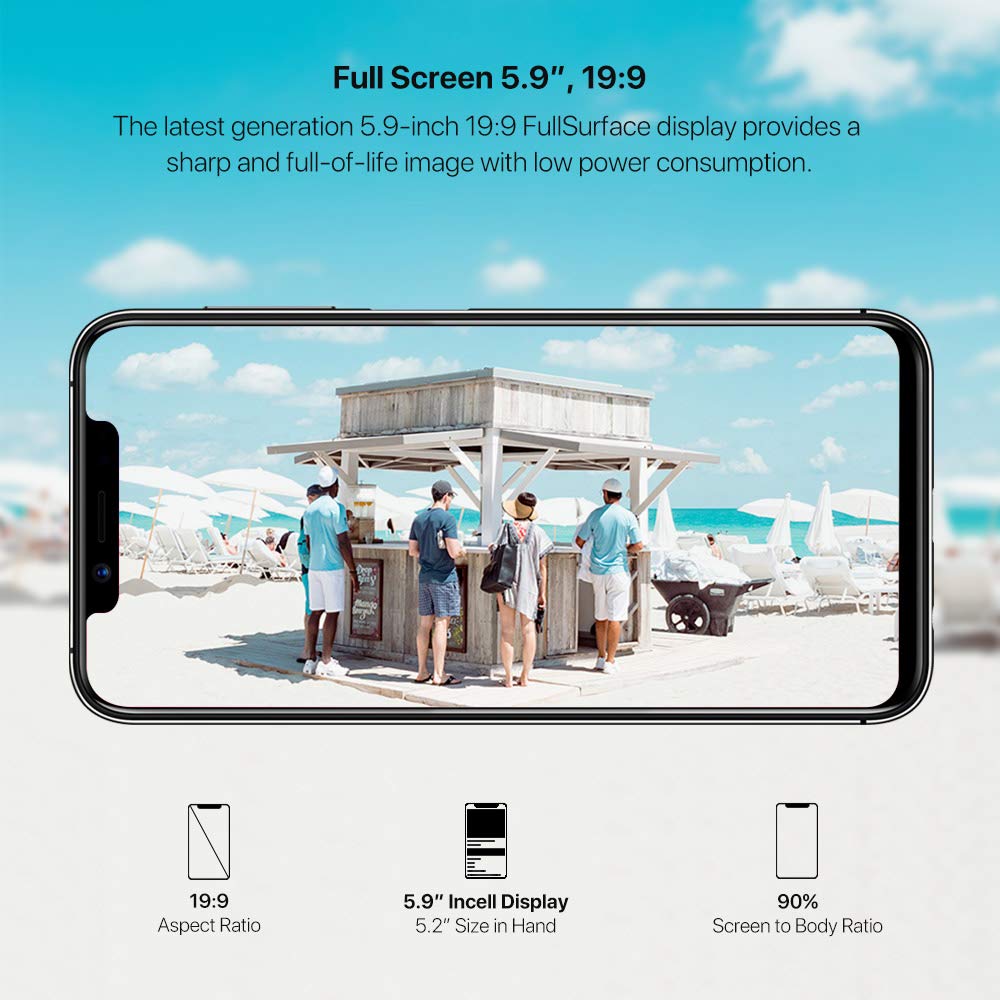 Full Screen 5.9”, 19:9
The latest generation 5.9-inch 19:9 FullSurface display provides a
sharp and full-of-life image with low power consumption.
Mango
19:9
Aspect Ratio
5.9” Incell Display
5.2” Size in Hand
90%
Screen to Body Ratio